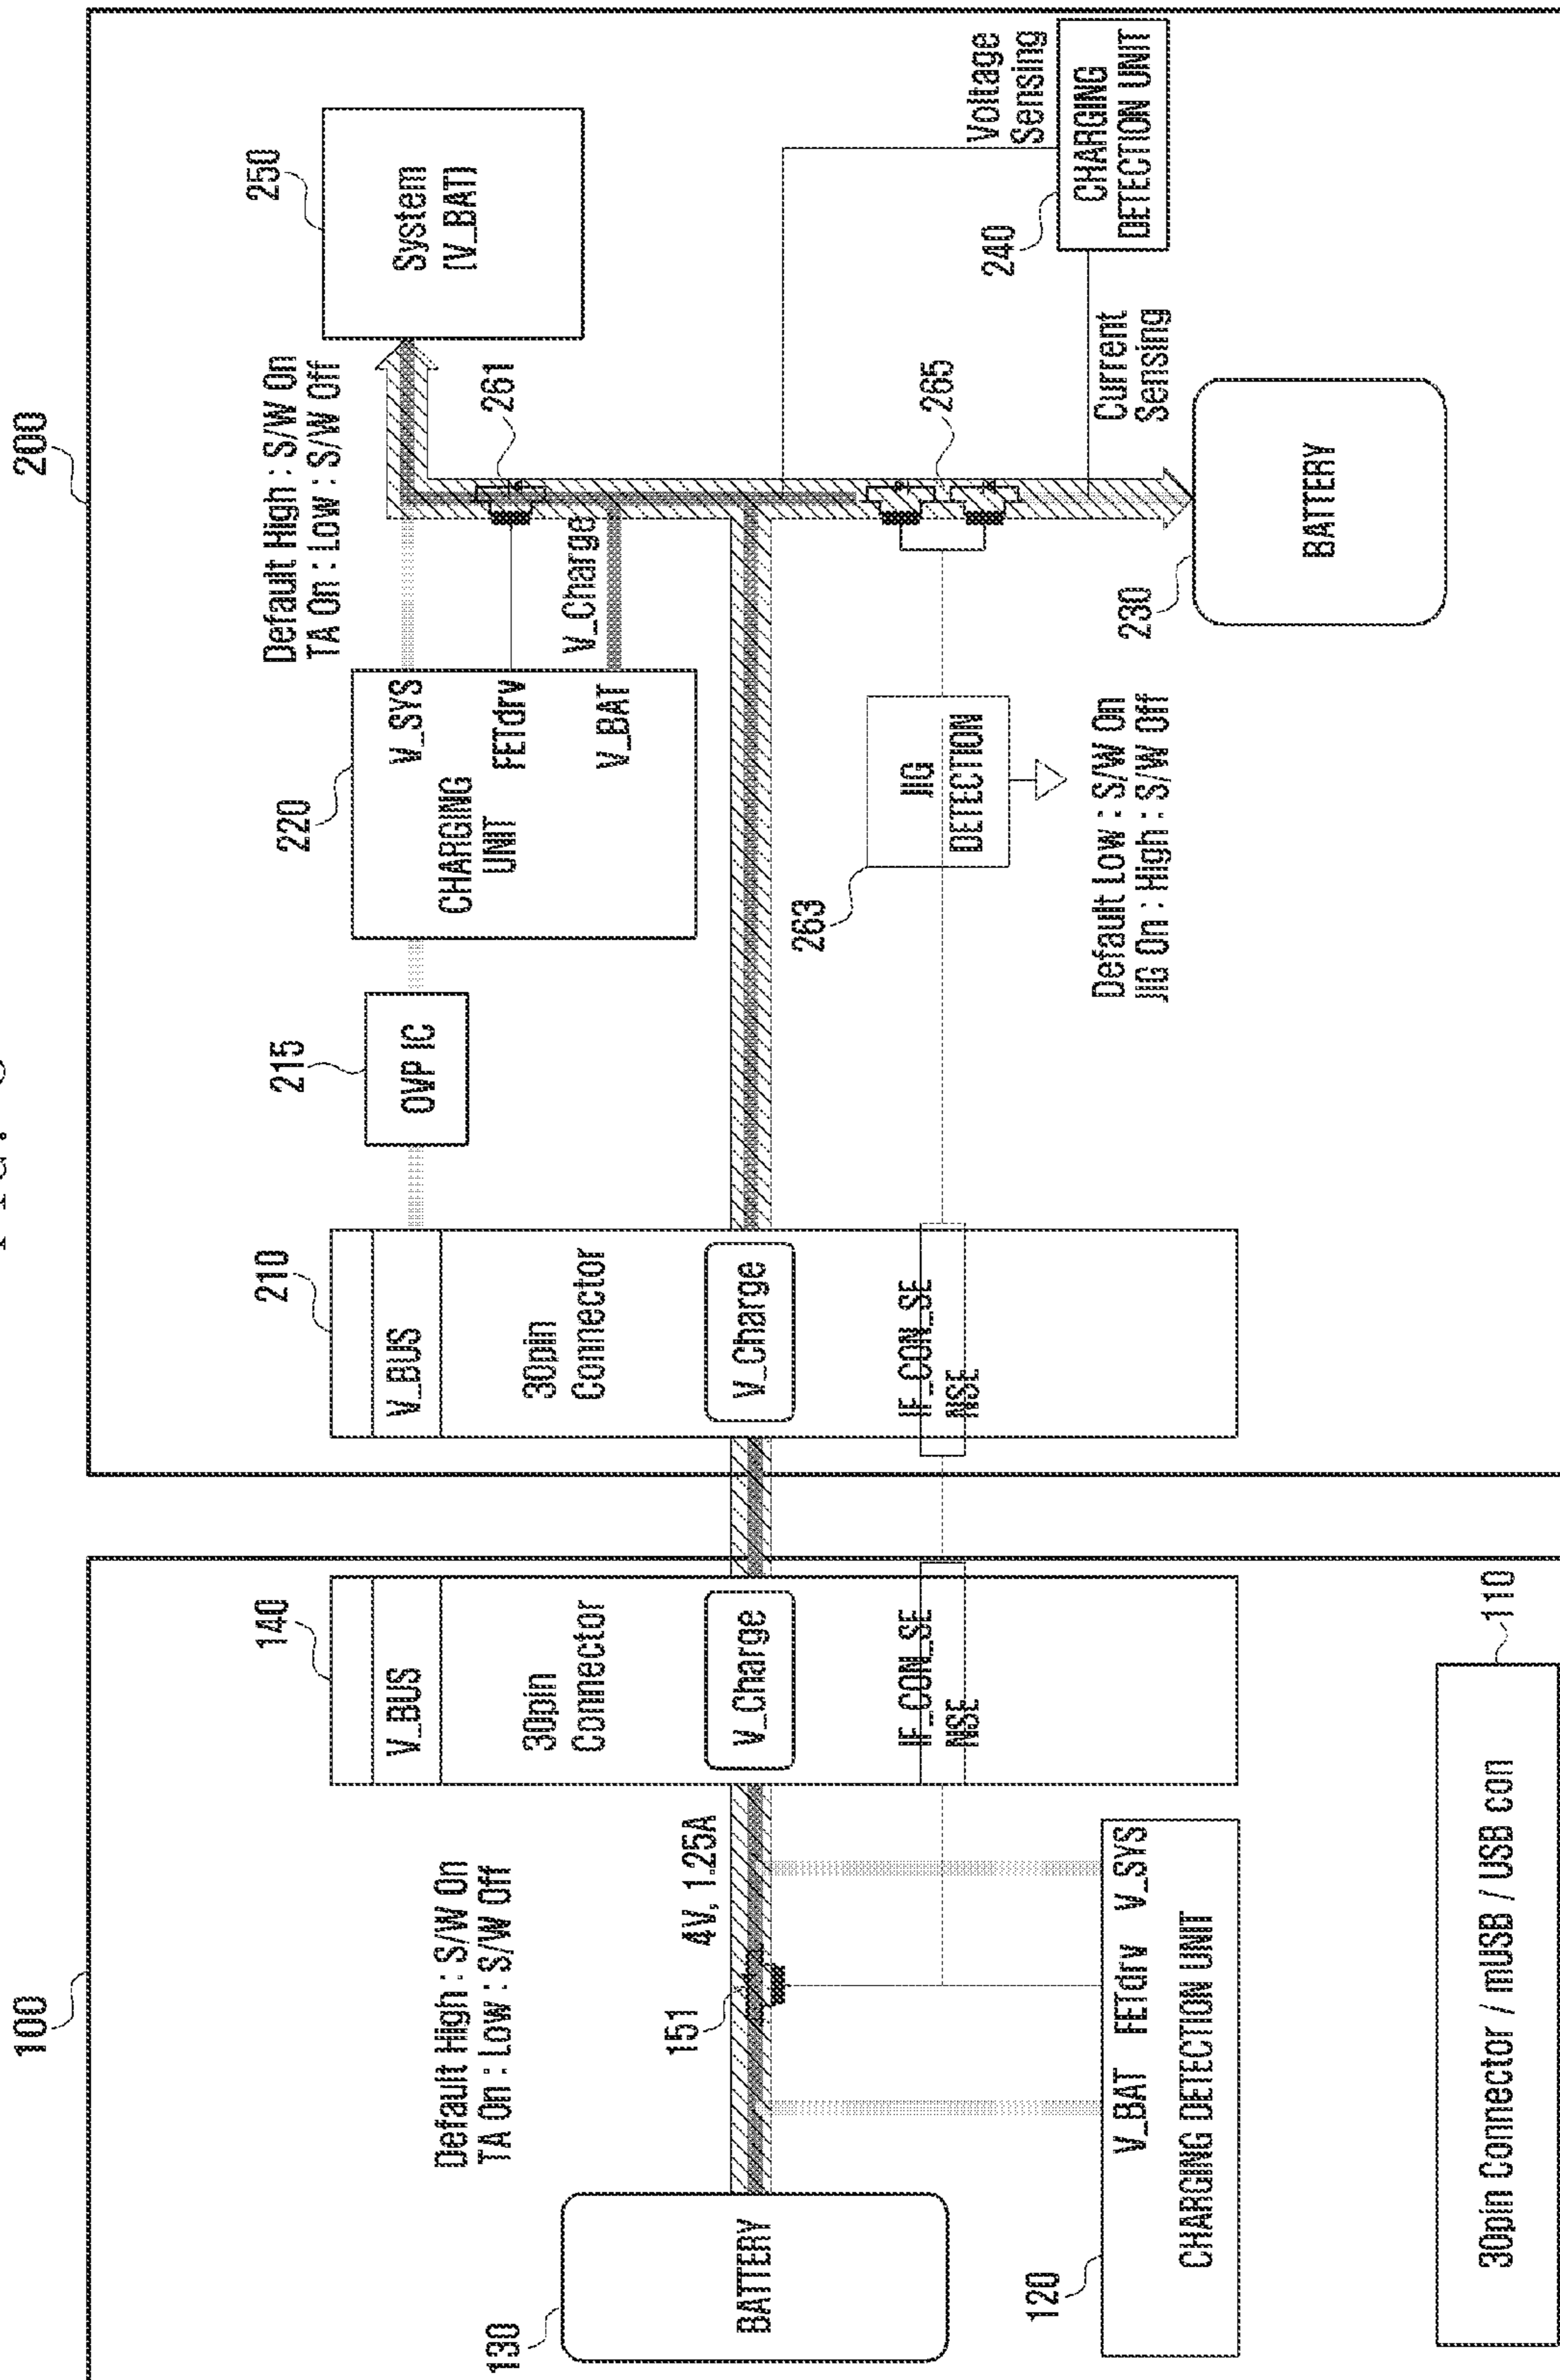 FIG.
100
200
Default High : S/W On
TA On : Low : S/W Off
130
BATTERY
151
4V, 1.25A
120
V_BAT FETdrv V_SYS
CHARGING DETECTION UNIT
140
V_BUS
30pin
Connector
V_Charge
IF_CON_SE
NSE
110
30pin Connector / mUSB / USB con
210
V_BUS
30pin
Connector
V_Charge
IF_CON_SE
NSE
215
OVP IC
220
CHARGING
UNIT
V_SYS
FETdrv
V_BAT
Default High : S/W On
TA On : Low : S/W Off
V_Charge
250
System
(V_BAT)
261
265
263
JIG
DETECTION
Default Low : S/W On
JIG On : High : S/W Off
Voltage
Sensing
240
CHARGING
DETECTION UNIT
Current
Sensing
230
BATTERY